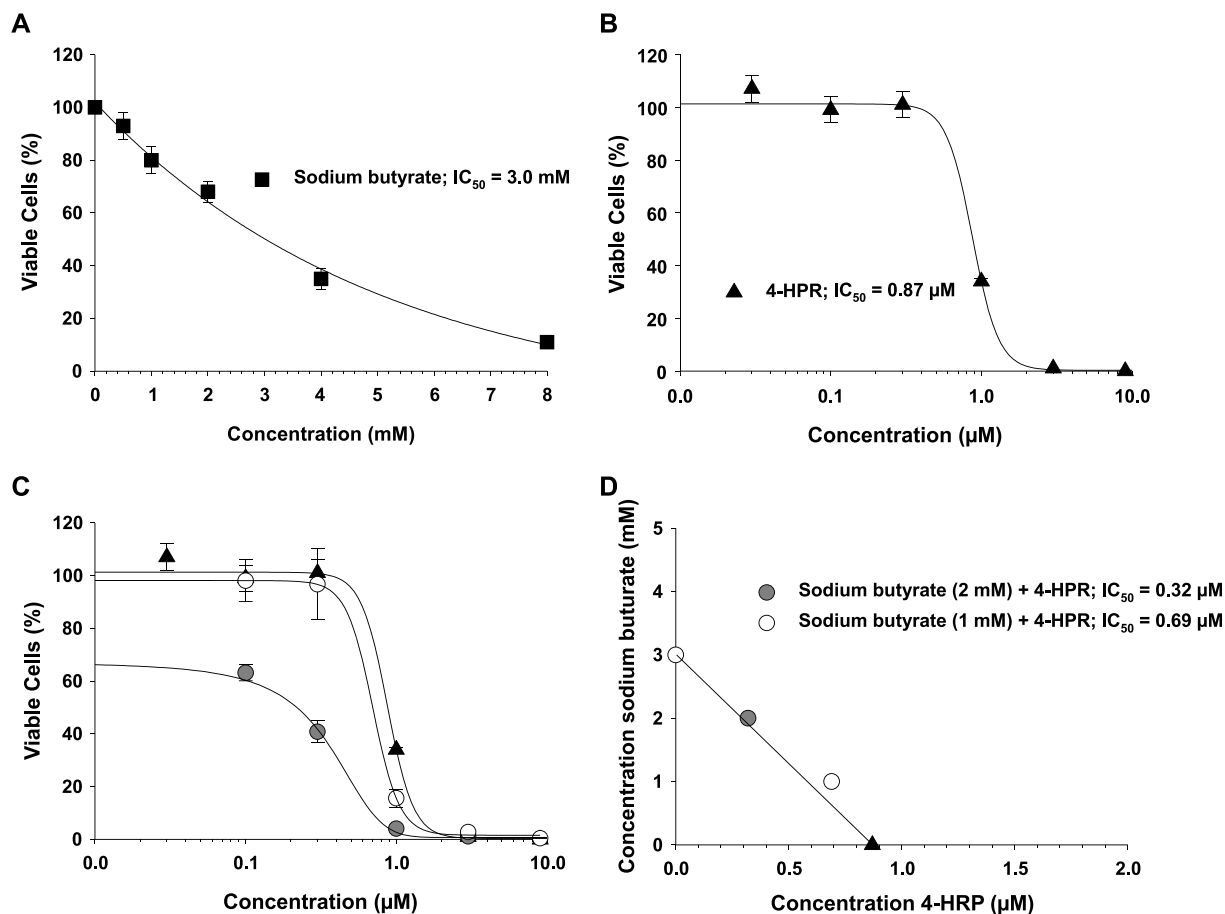 A
120
100
80
60
40
20
0
Viable Cells (%)
Sodium butyrate; IC50 = 3.0 mM
0 1 2 3 4 5 6 7 8
Concentration (mM)
B
120
100
80
60
40
20
0
Viable Cells (%)
4-HPR; IC50 = 0.87 µM
0.0 0.1 1.0 10.0
Concentration (µM)
C
120
100
80
60
40
20
0
Viable Cells (%)
0.0 0.1 1.0 10.0
Concentration (µM)
D
5
4
3
2
1
0
Concentration sodium buturate (mM)
Sodium butyrate (2 mM) + 4-HPR; IC50 = 0.32 µM
Sodium butyrate (1 mM) + 4-HPR; IC50 = 0.69 µM
0.0 0.5 1.0 1.5 2.0
Concentration 4-HRP (µM)